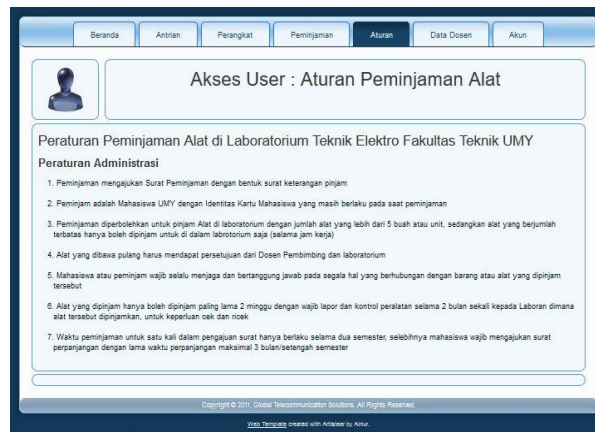 Beranda Antrian Perangkat Peminjaman Aturan Data Dosen Akun
Akses User : Aturan Peminjaman Alat
Peraturan Peminjaman Alat di Laboratorium Teknik Elektro Fakultas Teknik UMY
Peraturan Administrasi
1. Peminjaman mengajukan Surat Peminjaman dengan bentuk surat keterangan pinjam
2. Peminjam adalah Mahasiswa UMY dengan Identitas Kartu Mahasiswa yang masih berlaku pada saat peminjaman
3. Peminjaman diperbolehkan untuk pinjam Alat di laboratorium dengan jumlah alat yang lebih dari 5 buah atau unit, sedangkan alat yang berjumlah
terbatas hanya boleh dipinjam untuk di dalam labrotorium saja (selama jam kerja)
4. Alat yang dibawa pulang harus mendapat persetujuan dari Dosen Pembimbing dan laboratorium
5. Mahasiswa atau peminjam wajib selalu menjaga dan bertanggung jawab pada segala hal yang berhubungan dengan barang atau alat yang dipinjam
tersebut
6. Alat yang dipinjam hanya boleh dipinjam paling lama 2 minggu dengan wajib lapor dan kontrol peralatan selama 2 bulan sekali kepada Laboran dimana
alat tersebut dipinjamkan, untuk keperluan cek dan ricek
7. Waktu peminjaman untuk satu kali dalam pengajuan surat hanya berlaku selama dua semester, selebihnya mahasiswa wajib mengajukan surat
perpanjangan dengan lama waktu perpanjangan maksimal 3 bulan/setengah semester
Copyright © 2011, Global Telecommunication Solutions. All Rights Reserved.
Web Template created with Artisteer by Ainur.